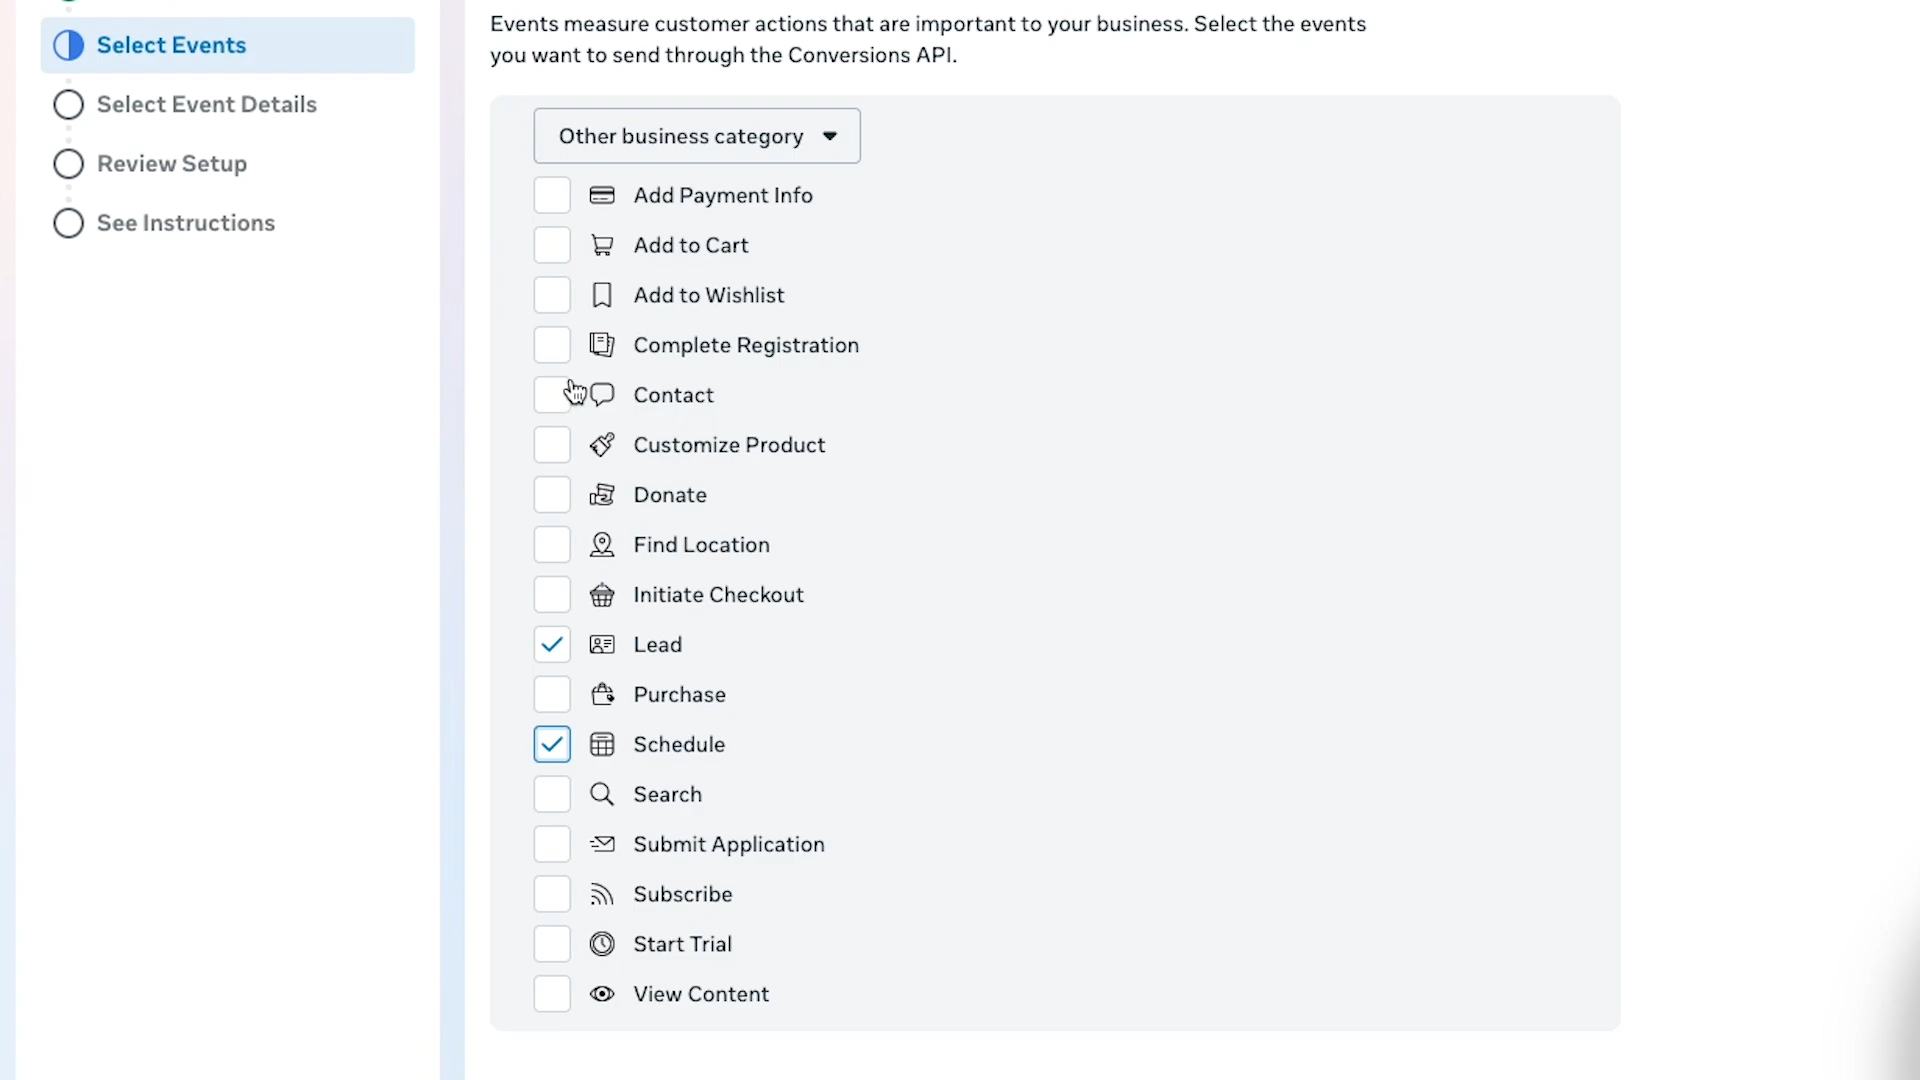 Select Events
Select Event Details
Review Setup
See Instructions
Events measure customer actions that are important to your business. Select the events
you want to send through the Conversions API.
Other business category
Add Payment Info
Add to Cart
Add to Wishlist
Complete Registration
Contact
Customize Product
Donate
Find Location
Initiate Checkout
Lead
Purchase
Schedule
Search
Submit Application
Subscribe
Start Trial
View Content